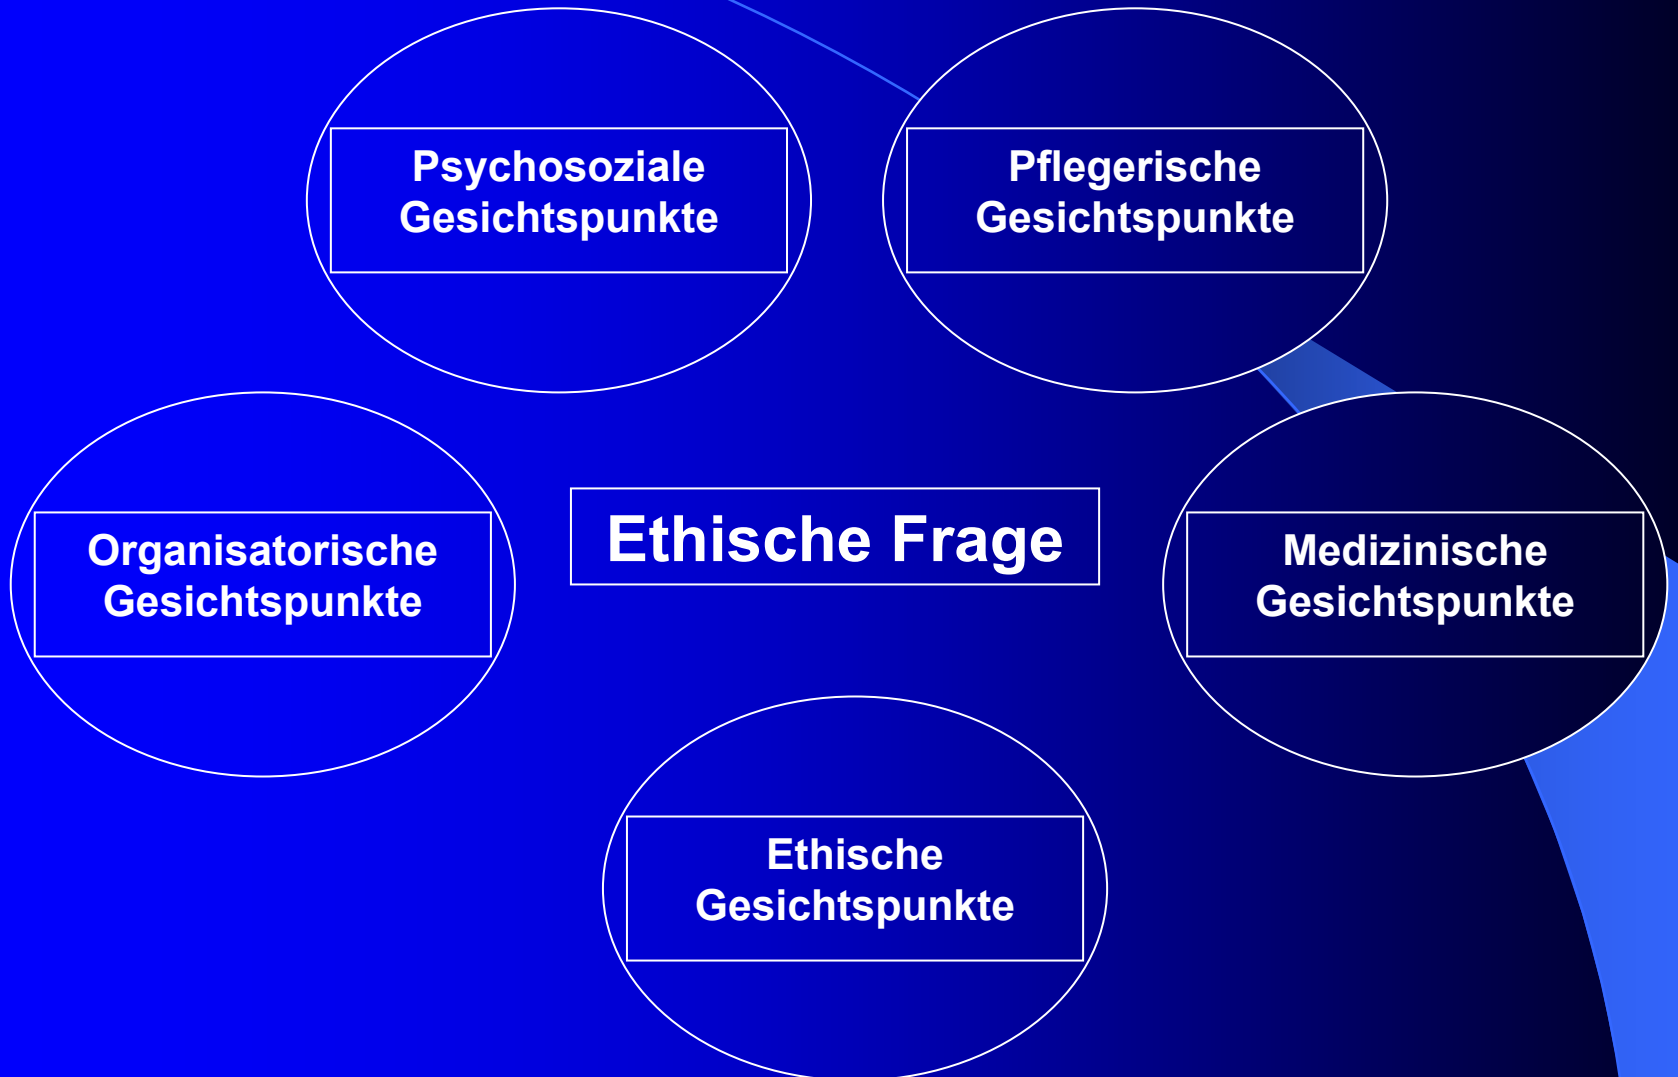 Psychosoziale
Gesichtspunkte
Pflegerische
Gesichtspunkte
Organisatorische
Gesichtspunkte
Ethische Frage
Medizinische
Gesichtspunkte
Ethische
Gesichtspunkte